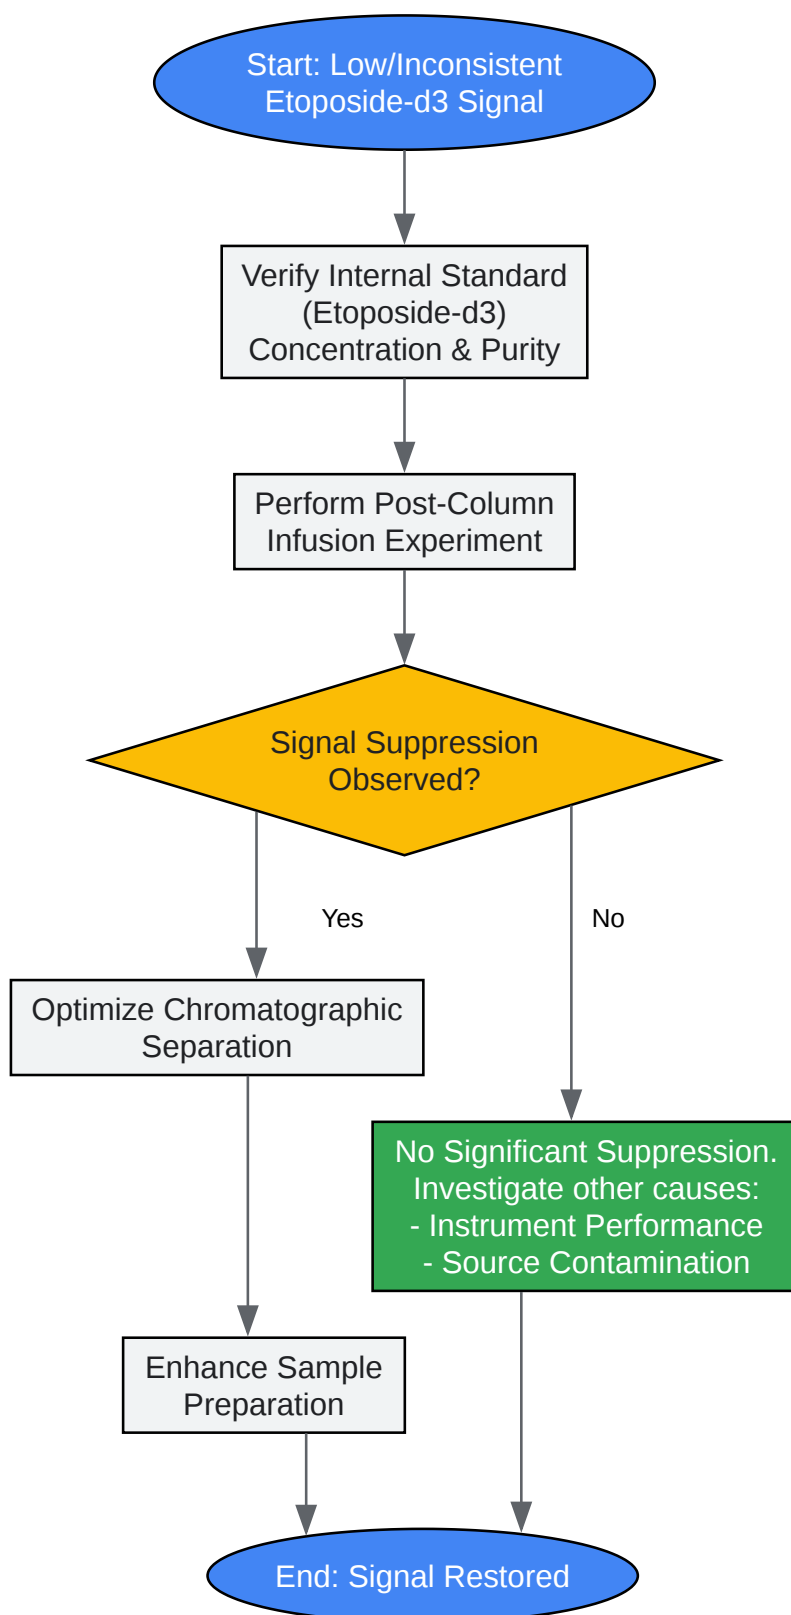 Start: Low/Inconsistent
Etoposide-d3 Signal
Verify Internal Standard
(Etoposide-d3)
Concentration & Purity
Perform Post-Column
Infusion Experiment
Signal Suppression
Observed?
Yes
No
Optimize Chromatographic
Separation
No Significant Suppression.
Investigate other causes:
- Instrument Performance
- Source Contamination
Enhance Sample
Preparation
End: Signal Restored